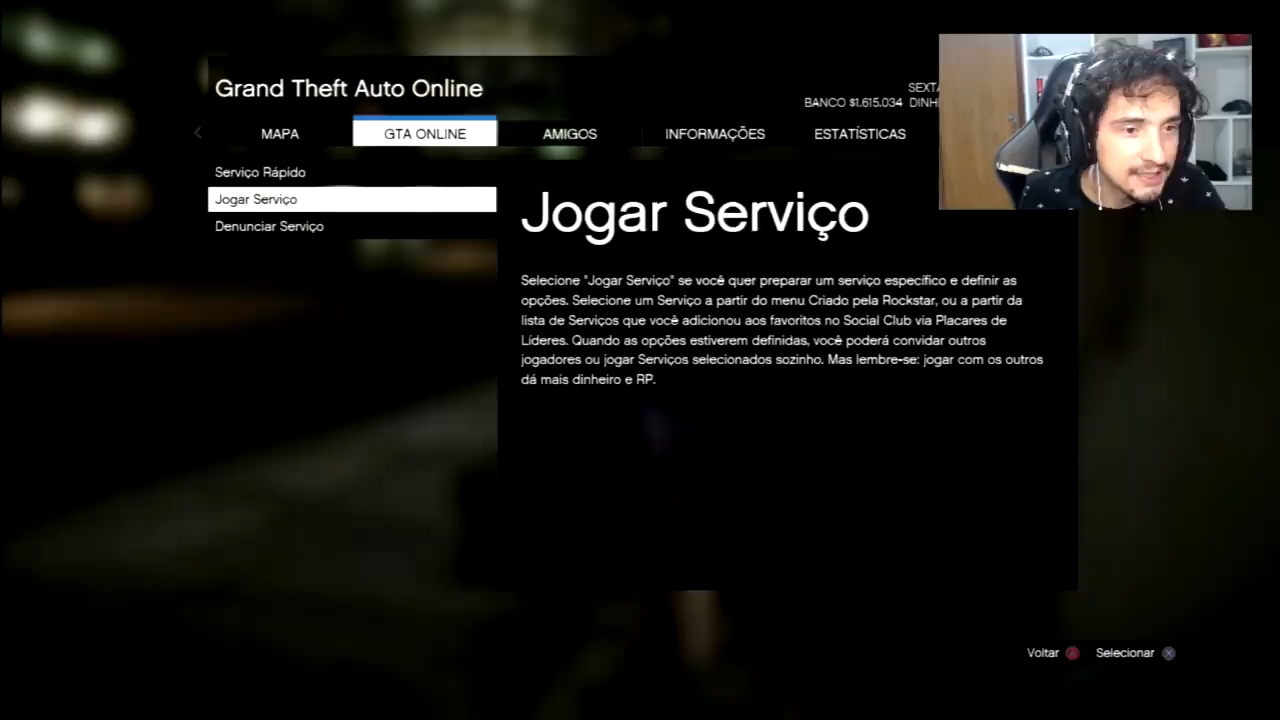 Grand Theft Auto Online
SEXTA
BANCO $1.615.034 DINH
MAPA
GTA ONLINE
AMIGOS
INFORMAÇÕES
ESTATÍSTICAS
Serviço Rápido
Jogar Serviço
Denunciar Serviço
Jogar Serviço
Selecione "Jogar Serviço" se você quer preparar um serviço específico e definir as
opções. Selecione um Serviço a partir do menu Criado pela Rockstar, ou a partir da
lista de Serviços que você adicionou aos favoritos no Social Club via Placares de
Líderes. Quando as opções estiverem definidas, você poderá convidar outros
jogadores ou jogar Serviços selecionados sozinho. Mas lembre-se: jogar com os outros
dá mais dinheiro e RP.
Voltar
Selecionar